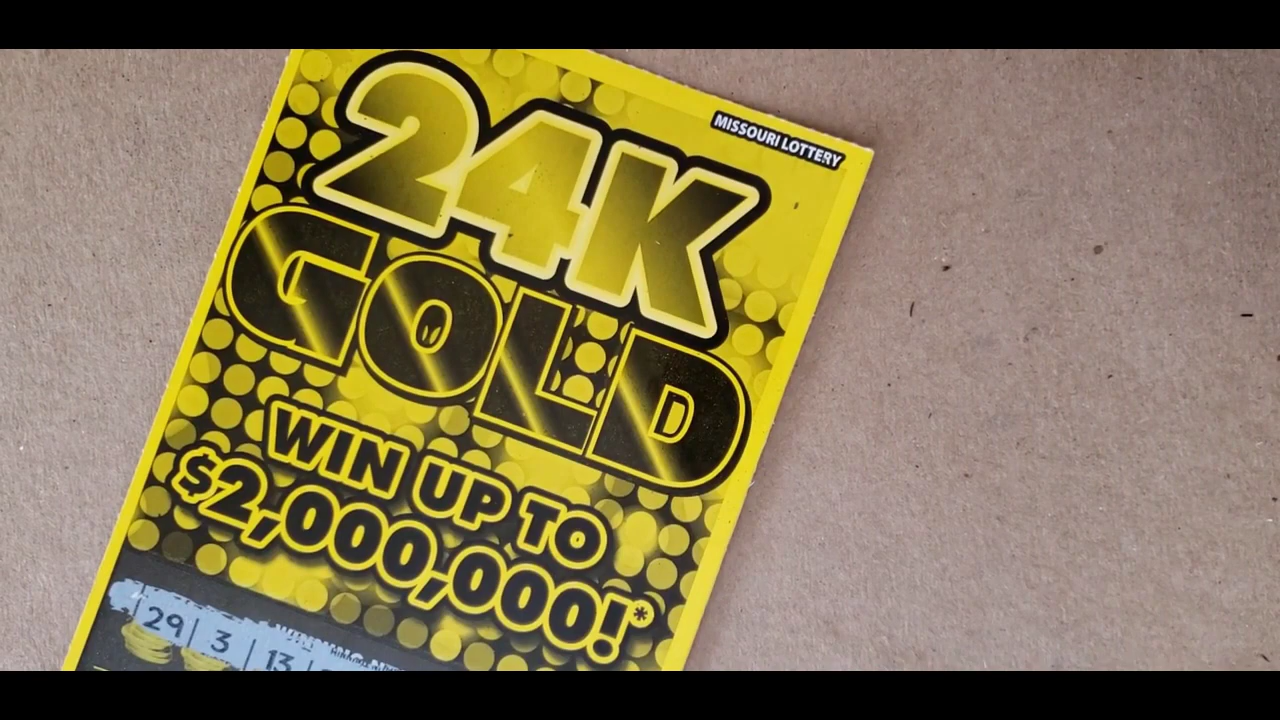 MISSOURI LOTTERY
24K
GOLD
WIN UP TO
$2,000,000!*
29 3 13